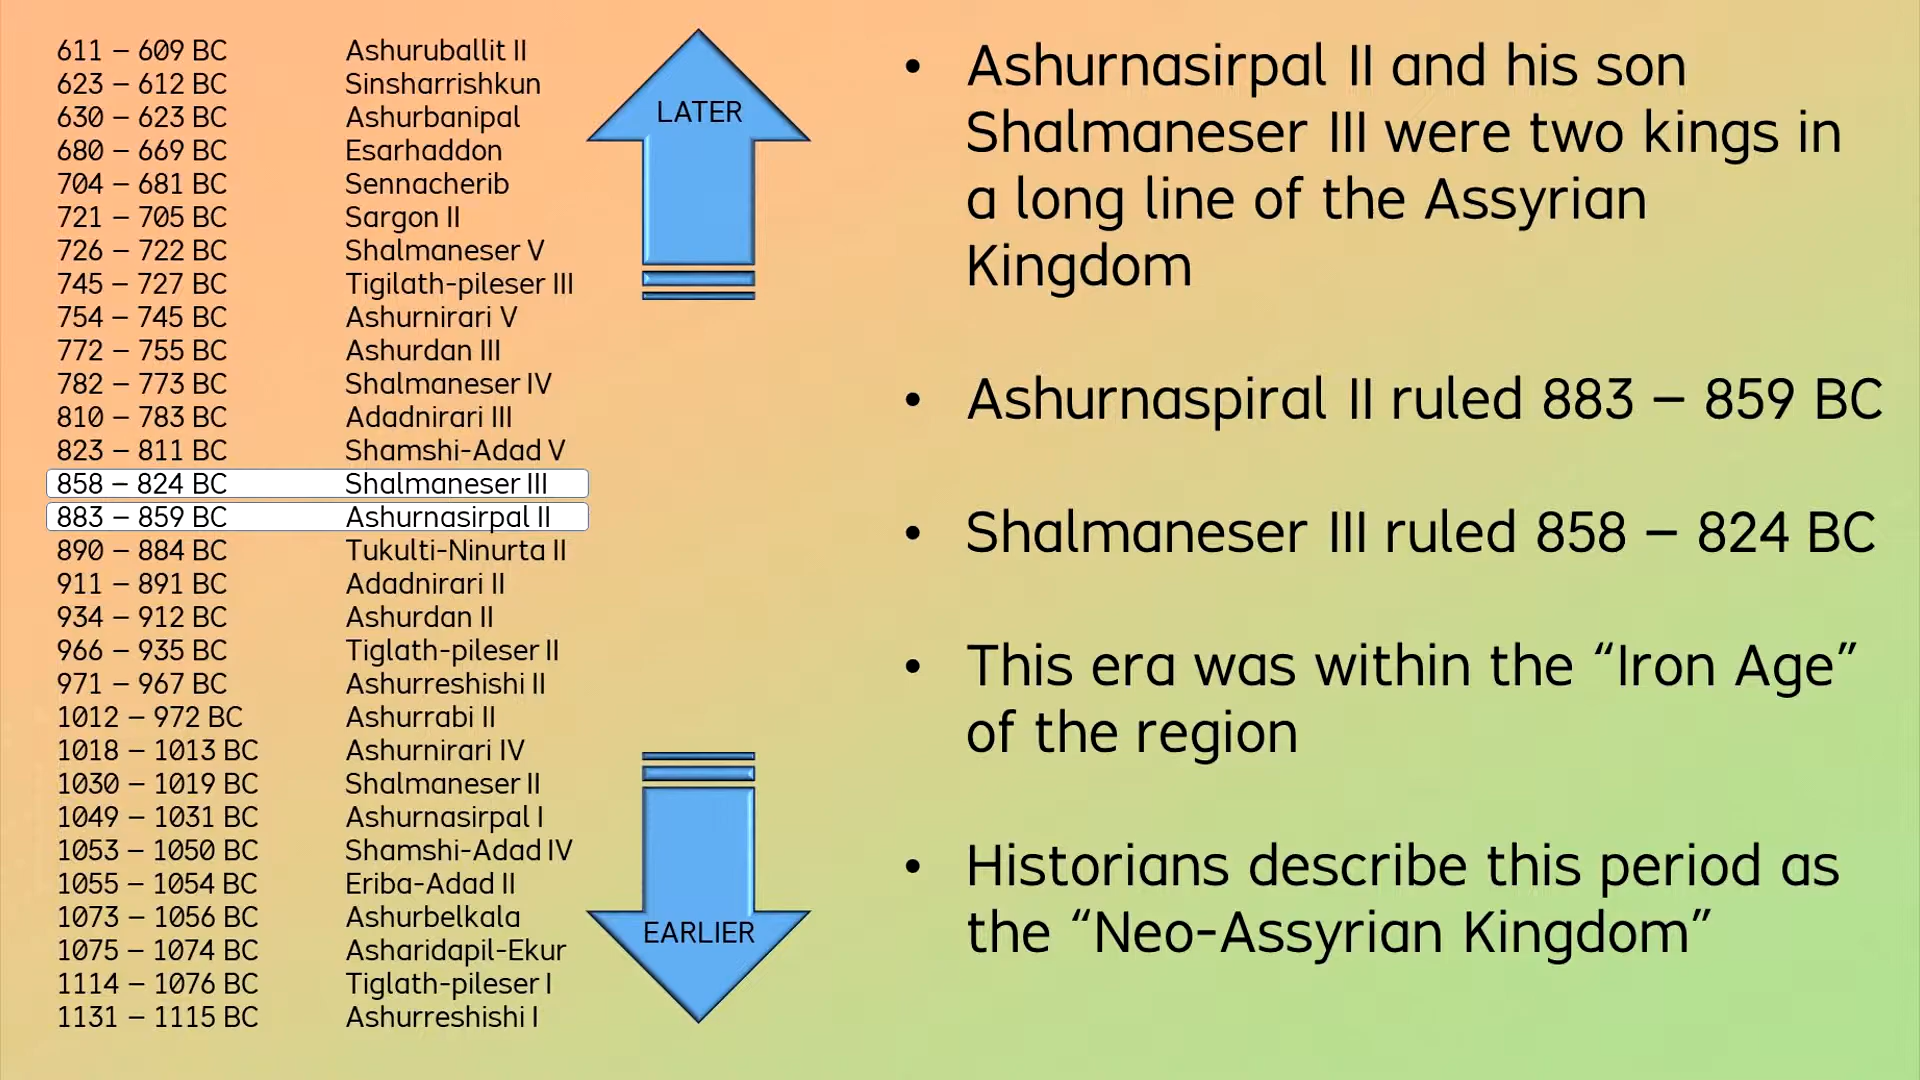 611 – 609 BC Ashuruballit II
623 – 612 BC Sinsharrishkun
630 – 623 BC Ashurbanipal
680 – 669 BC Esarhaddon
704 – 681 BC Sennacherib
721 – 705 BC Sargon II
726 – 722 BC Shalmaneser V
745 – 727 BC Tigilath-pileser III
754 – 745 BC Ashurnirari V
772 – 755 BC Ashurdan III
782 – 773 BC Shalmaneser IV
810 – 783 BC Adadnirari III
823 – 811 BC Shamshi-Adad V
858 – 824 BC Shalmaneser III
883 – 859 BC Ashurnasirpal II
890 – 884 BC Tukulti-Ninurta II
911 – 891 BC Adadnirari II
934 – 912 BC Ashurdan II
966 – 935 BC Tiglath-pileser II
971 – 967 BC Ashurreshishi II
1012 – 972 BC Ashurrabi II
1018 – 1013 BC Ashurnirari IV
1030 – 1019 BC Shalmaneser II
1049 – 1031 BC Ashurnasirpal I
1053 – 1050 BC Shamshi-Adad IV
1055 – 1054 BC Eriba-Adad II
1073 – 1056 BC Ashurbelkala
1075 – 1074 BC Asharidapil-Ekur
1114 – 1076 BC Tiglath-pileser I
1131 – 1115 BC Ashurreshishi I
LATER
EARLIER
• Ashurnasirpal II and his son
Shalmaneser III were two kings in
a long line of the Assyrian
Kingdom
• Ashurnaspiral II ruled 883 – 859 BC
• Shalmaneser III ruled 858 – 824 BC
• This era was within the “Iron Age”
of the region
• Historians describe this period as
the “Neo-Assyrian Kingdom”